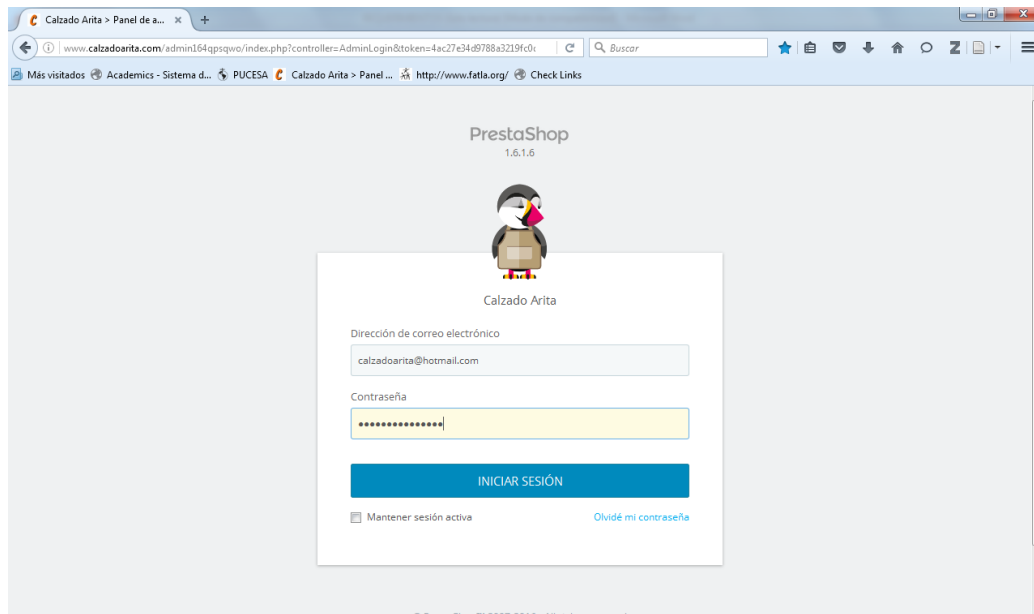 Calzado Arita > Panel de a...
www.calzadoarita.com/admin164qpsqwo/index.php?controller=AdminLogin&token=4ac27e34d9788a3219fc0
Buscar
Más visitados Academics - Sistema d... PUCESA Calzado Arita > Panel ... http://www.fatla.org/ Check Links
PrestaShop
1.6.1.6
Calzado Arita
Dirección de correo electrónico
calzadoarita@hotmail.com
Contraseña
INICIAR SESIÓN
Mantener sesión activa Olvidé mi contraseña